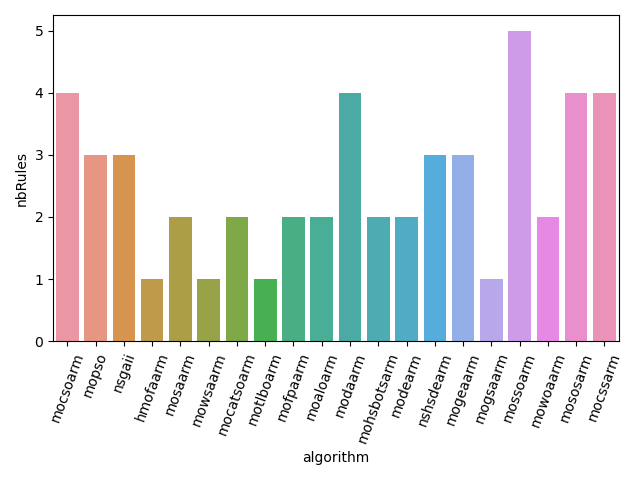 nbRules
5
4
3
2
1
0
mocsoarm
mopso
nsgaii
hmofaarm
mosaarm
mowsaarm
mocatsoarm
motlboarm
mofpaarm
moaloarm
modaarm
mohsbotsarm
modearm
nshsdearm
mogeaarm
mogsaarm
mossoarm
mowoaarm
mososarm
mocssarm
algorithm